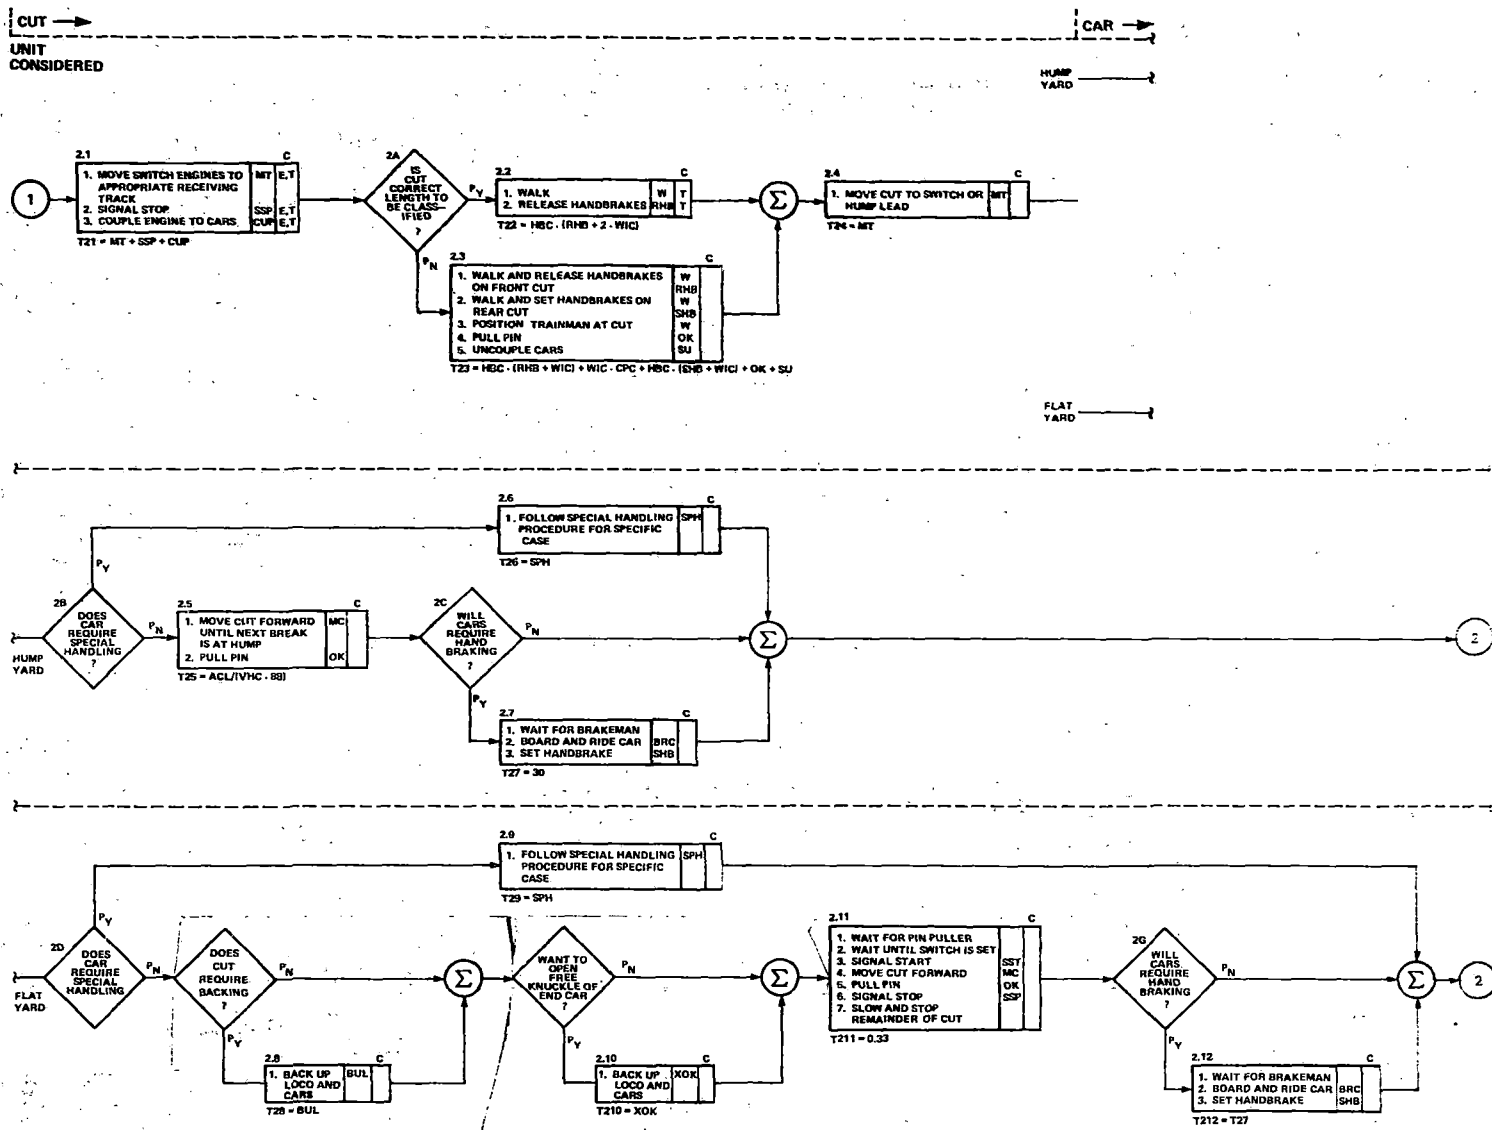 CUT
CAR
UNIT
CONSIDERED
HUMP
YARD
2.1
C
1. MOVE SWITCH ENGINES TO MT E,T
APPROPRIATE RECEIVING
TRACK
2. SIGNAL STOP SSP E,T
3. COUPLE ENGINE TO CARS CUP E,T
T21 = MT + SSP + CUP
1
2A
IS
CUT
CORRECT
LENGTH TO
BE CLASS-
IFIED
?
PY
PN
2.2
C
1. WALK W T
2. RELEASE HANDBRAKES RHB T
T22 = HBC · (RHB + 2 · WIC)
Σ
2.4
C
1. MOVE CUT TO SWITCH OR MT
HUMP LEAD
T24 = MT
2.3
C
1. WALK AND RELEASE HANDBRAKES W
ON FRONT CUT RHB
2. WALK AND SET HANDBRAKES ON W
REAR CUT SHB
3. POSITION TRAINMAN AT CUT W
4. PULL PIN OK
5. UNCOUPLE CARS SU
T23 = HBC · (RHB + WIC) + WIC · CPC + HBC · (SHB + WIC) + OK + SU
FLAT
YARD
2.6
C
1. FOLLOW SPECIAL HANDLING SPH
PROCEDURE FOR SPECIFIC
CASE
T26 = SPH
PY
2B
DOES
CAR
REQUIRE
SPECIAL
HANDLING
?
HUMP
YARD
PN
2.5
C
1. MOVE CUT FORWARD MC
UNTIL NEXT BREAK
IS AT HUMP
2. PULL PIN OK
T25 = ACL/(VHC · 88)
2C
WILL
CARS
REQUIRE
HAND
BRAKING
?
PN
PY
Σ
2
2.7
C
1. WAIT FOR BRAKEMAN
2. BOARD AND RIDE CAR BRC
3. SET HANDBRAKE SHB
T27 = 30
2.9
C
1. FOLLOW SPECIAL HANDLING SPH
PROCEDURE FOR SPECIFIC
CASE
T29 = SPH
PY
2D
DOES
CAR
REQUIRE
SPECIAL
HANDLING
FLAT
YARD
PN
DOES
CUT
REQUIRE
BACKING
?
PN
PY
Σ
WANT TO
OPEN
FREE
KNUCKLE OF
END CAR
?
PN
PY
Σ
2.11
C
1. WAIT FOR PIN PULLER
2. WAIT UNTIL SWITCH IS SET
3. SIGNAL START SST
4. MOVE CUT FORWARD MC
5. PULL PIN OK
6. SIGNAL STOP SSP
7. SLOW AND STOP
REMAINDER OF CUT
T211 = 0.33
2G
WILL
CARS
REQUIRE
HAND
BRAKING
?
PN
PY
Σ
2
2.8
C
1. BACK UP BUL
LOCO AND
CARS
T28 = BUL
2.10
C
1. BACK UP XOK
LOCO AND
CARS
T210 = XOK
2.12
C
1. WAIT FOR BRAKEMAN
2. BOARD AND RIDE CAR BRC
3. SET HANDBRAKE SHB
T212 = T27